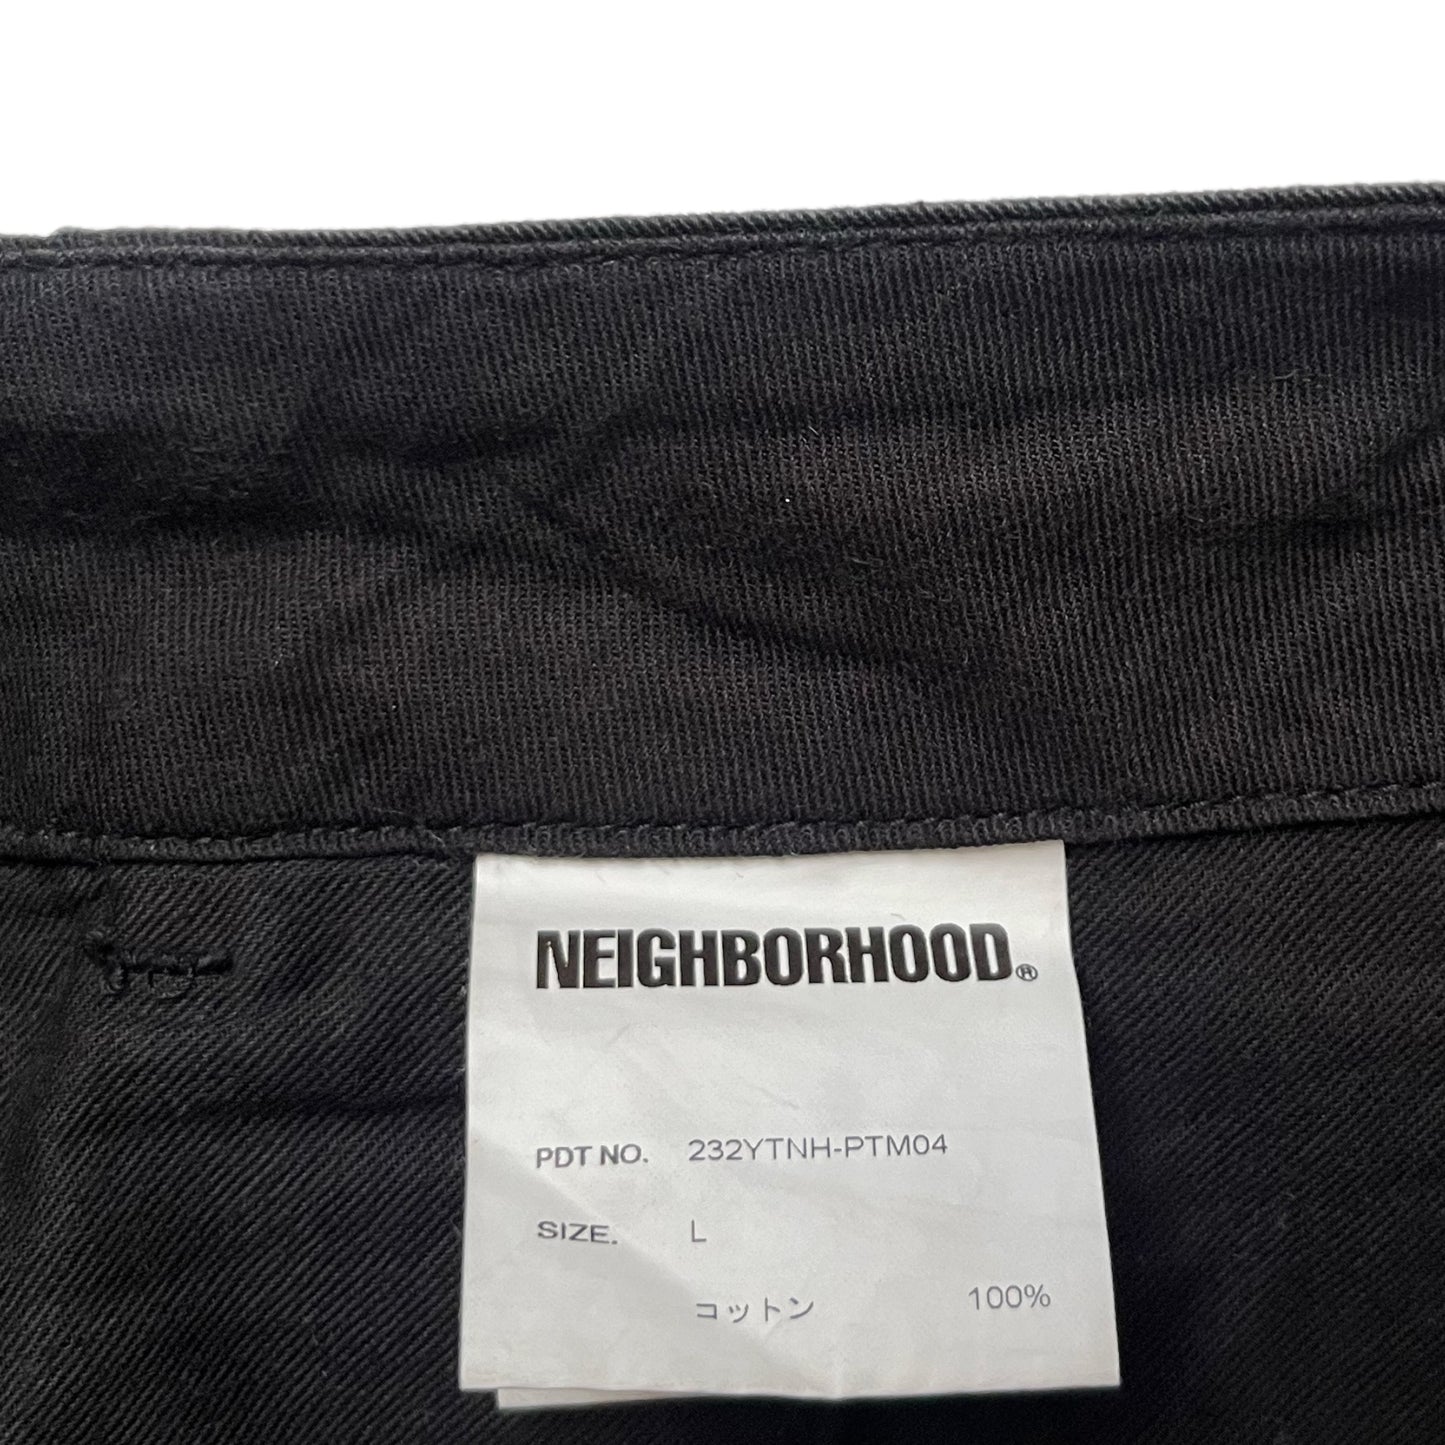 NEIGHBORHOOD®
PDT NO. 232YTNH-PTM04
SIZE. L
コットン 100%